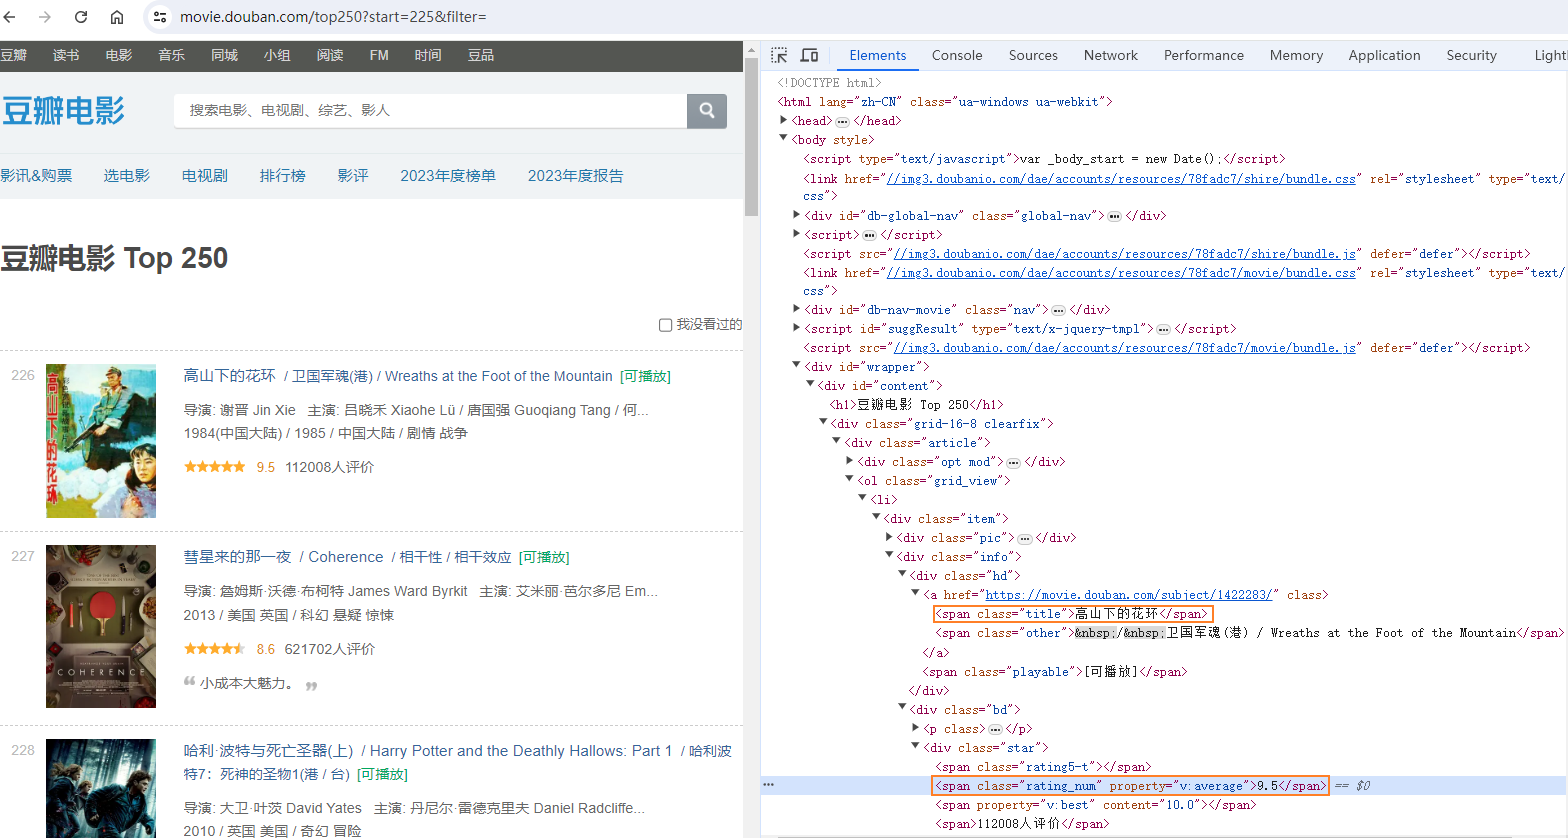 movie.douban.com/top250?start=225&filter=
豆瓣 读书 电影 音乐 同城 小组 阅读 FM 时间 豆品
豆瓣电影
搜索电影、电视剧、综艺、影人
影讯&购票 选电影 电视剧 排行榜 影评 2023年度榜单 2023年度报告
豆瓣电影 Top 250
我没看过的
226
高山下的花环 / 卫国军魂(港) / Wreaths at the Foot of the Mountain [可播放]
导演: 谢晋 Jin Xie 主演: 吕晓禾 Xiaohe Lü / 唐国强 Guoqiang Tang / 何...
1984(中国大陆) / 1985 / 中国大陆 / 剧情 战争
9.5 112008人评价
高山下的花环
227
彗星来的那一夜 / Coherence / 相干性 / 相干效应 [可播放]
导演: 詹姆斯·沃德·布柯特 James Ward Byrkit 主演: 艾米丽·芭尔多尼 Em...
2013 / 美国 英国 / 科幻 悬疑 惊悚
8.6 621702人评价
小成本大魅力。
COHERENCE
228
哈利·波特与死亡圣器(上) / Harry Potter and the Deathly Hallows: Part 1 / 哈利波
特7：死神的圣物1(港 / 台) [可播放]
导演: 大卫·叶茨 David Yates 主演: 丹尼尔·雷德克里夫 Daniel Radcliffe...
2010 / 英国 美国 / 奇幻 冒险
Elements Console Sources Network Performance Memory Application Security Light
<!DOCTYPE html>
<html lang="zh-CN" class="ua-windows ua-webkit">
<head> ⋯ </head>
<body style>
<script type="text/javascript">var _body_start = new Date();</script>
<link href="//img3.doubanio.com/dae/accounts/resources/78fadc7/shire/bundle.css" rel="stylesheet" type="text/
css">
<div id="db-global-nav" class="global-nav"> ⋯ </div>
<script> ⋯ </script>
<script src="//img3.doubanio.com/dae/accounts/resources/78fadc7/shire/bundle.js" defer="defer"></script>
<link href="//img3.doubanio.com/dae/accounts/resources/78fadc7/movie/bundle.css" rel="stylesheet" type="text/
css">
<div id="db-nav-movie" class="nav"> ⋯ </div>
<script id="suggResult" type="text/x-jquery-tmpl"> ⋯ </script>
<script src="//img3.doubanio.com/dae/accounts/resources/78fadc7/movie/bundle.js" defer="defer"></script>
<div id="wrapper">
<div id="content">
<h1>豆瓣电影 Top 250</h1>
<div class="grid-16-8 clearfix">
<div class="article">
<div class="opt mod"> ⋯ </div>
<ol class="grid_view">
<li>
<div class="item">
<div class="pic"> ⋯ </div>
<div class="info">
<div class="hd">
<a href="https://movie.douban.com/subject/1422283/" class>
<span class="title">高山下的花环</span>
<span class="other">&nbsp;/&nbsp;卫国军魂(港) / Wreaths at the Foot of the Mountain</span>
</a>
<span class="playable">[可播放]</span>
</div>
<div class="bd">
<p class> ⋯ </p>
<div class="star">
<span class="rating5-t"></span>
<span class="rating_num" property="v:average">9.5</span> == $0
<span property="v:best" content="10.0"></span>
<span>112008人评价</span>